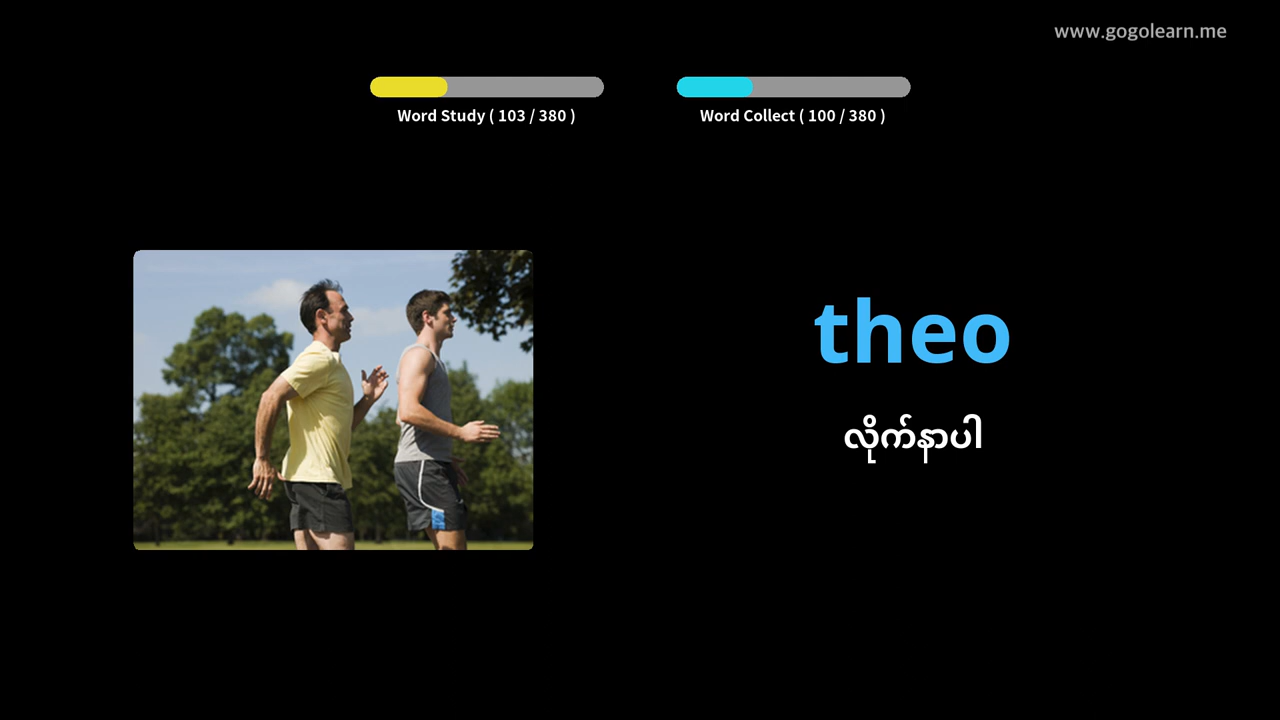 www.gogolearn.me
Word Study ( 103 / 380 )
Word Collect ( 100 / 380 )
theo
လိုက်နာပါ